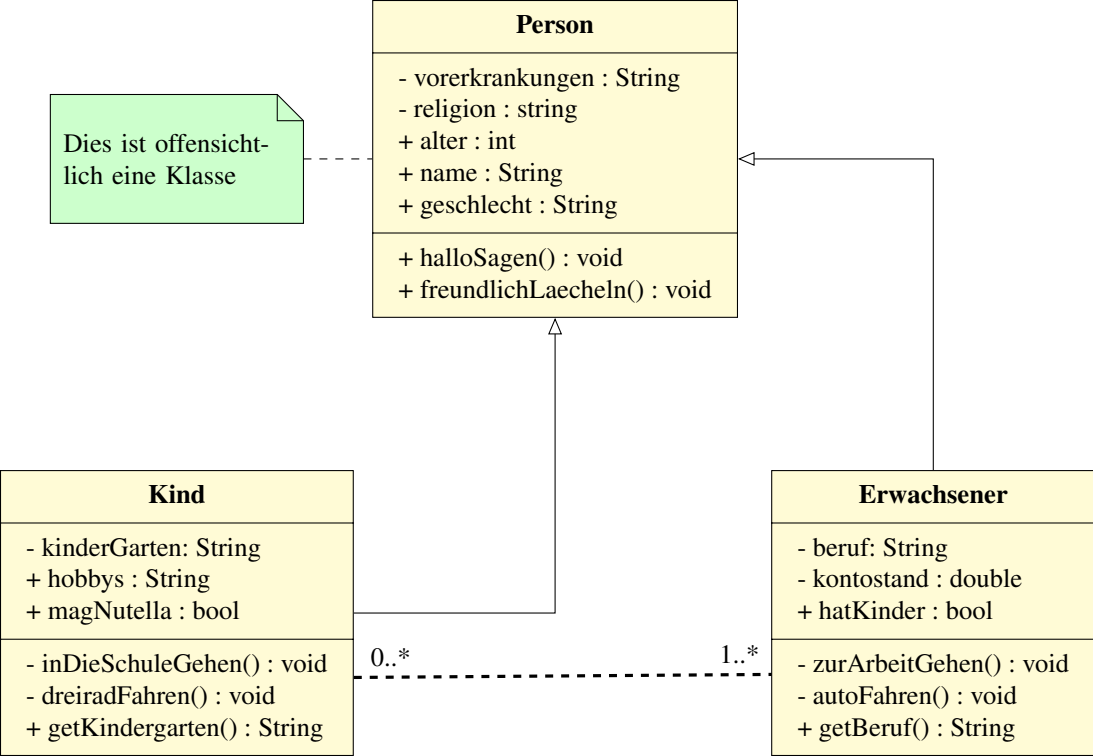 Person
- vorerkrankungen : String
- religion : string
+ alter : int
+ name : String
+ geschlecht : String
+ halloSagen() : void
+ freundlichLaecheln() : void
Dies ist offensicht-
lich eine Klasse
Kind
- kinderGarten: String
+ hobbys : String
+ magNutella : bool
- inDieSchuleGehen() : void
- dreiradFahren() : void
+ getKindergarten() : String
0..*
1..*
Erwachsener
- beruf: String
- kontostand : double
+ hatKinder : bool
- zurArbeitGehen() : void
- autoFahren() : void
+ getBeruf() : String